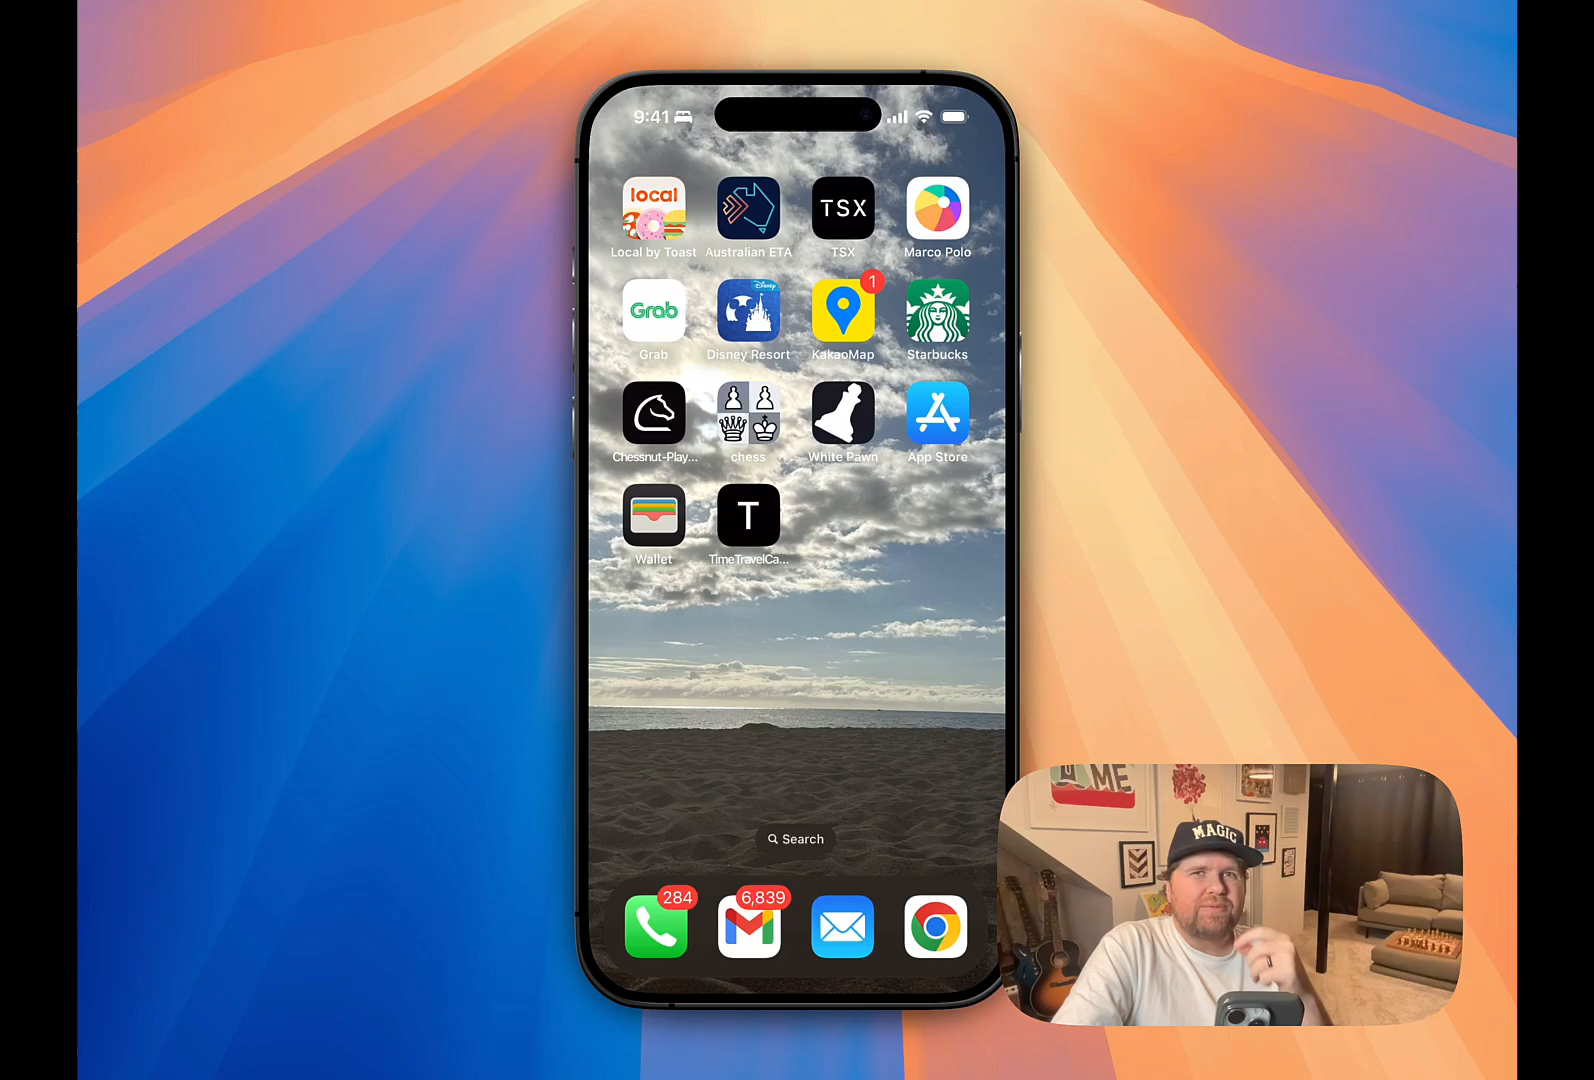 9:41
local
TSX
Local by Toast
Australian ETA
TSX
Marco Polo
Grab
Disney
1
Grab
Disney Resort
KakaoMap
Starbucks
Chessnut-Play...
chess
White Pawn
App Store
T
Wallet
TimeTravelCa...
Search
284
6,839
ME
MAGIC